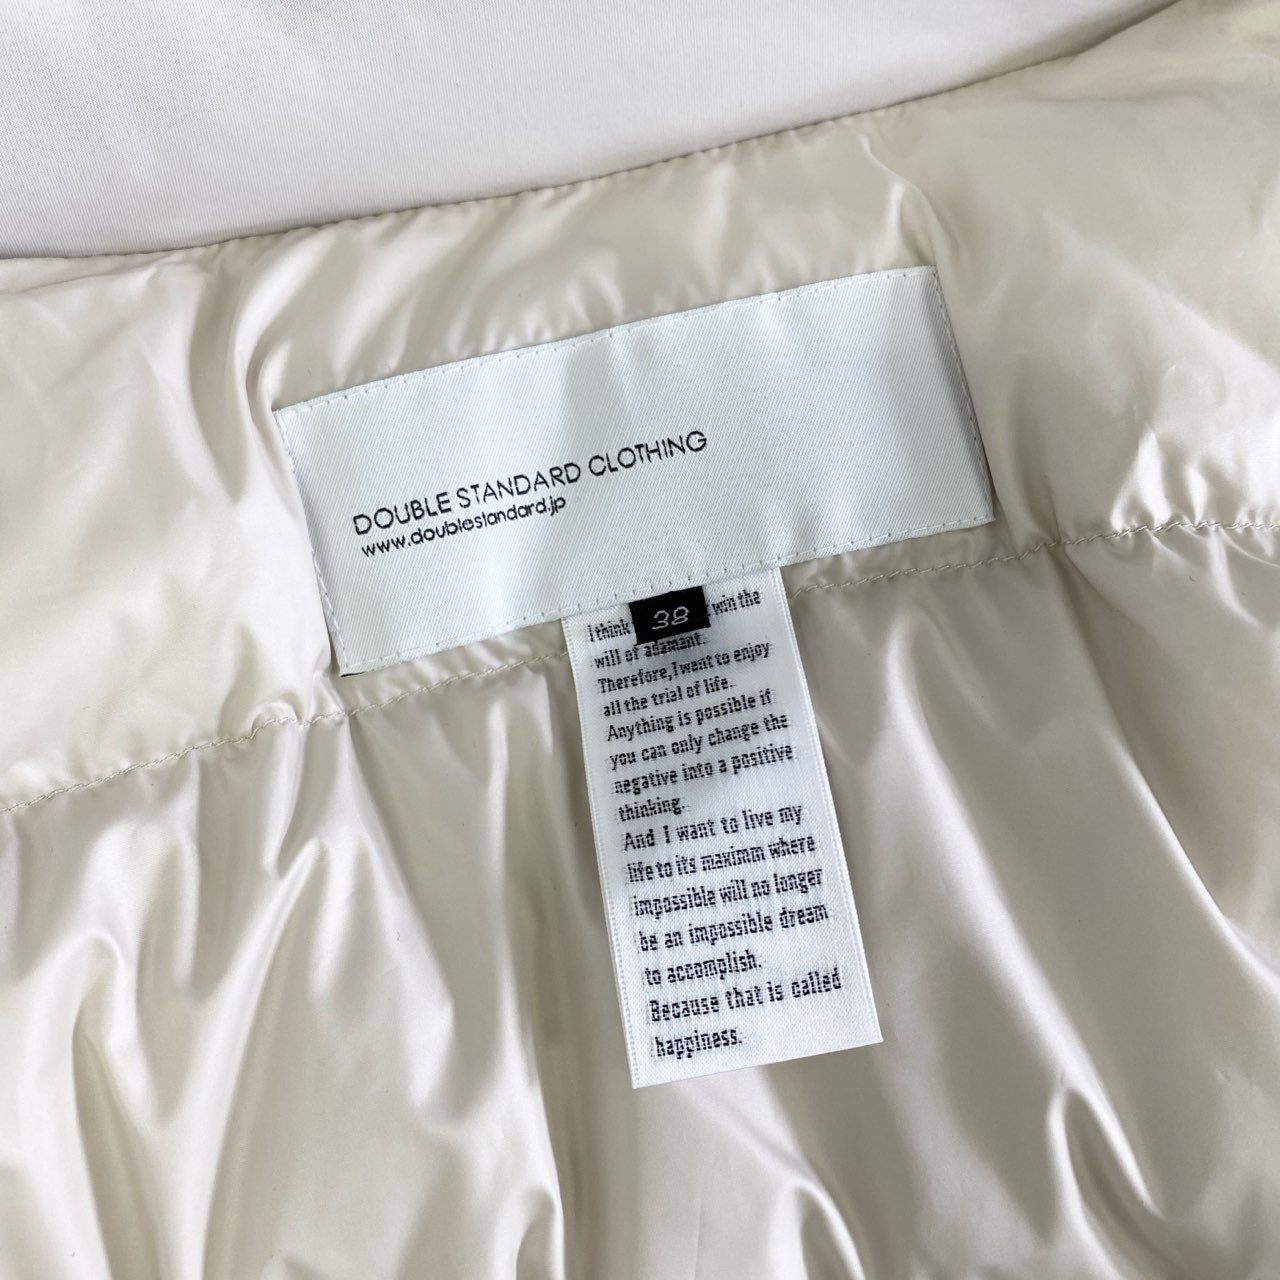 DOUBLE STANDARD CLOTHING
www.doublestandard.jp
38
I think win the
will of adamant.
Therefore, I want to enjoy
all the trial of life.
Anything is possible if
you can only change the
negative into a positive
thinking.
And I want to live my
life to its maximm where
impossible will no longer
be an impossible dream
to accomplish.
Because that is called
happiness.